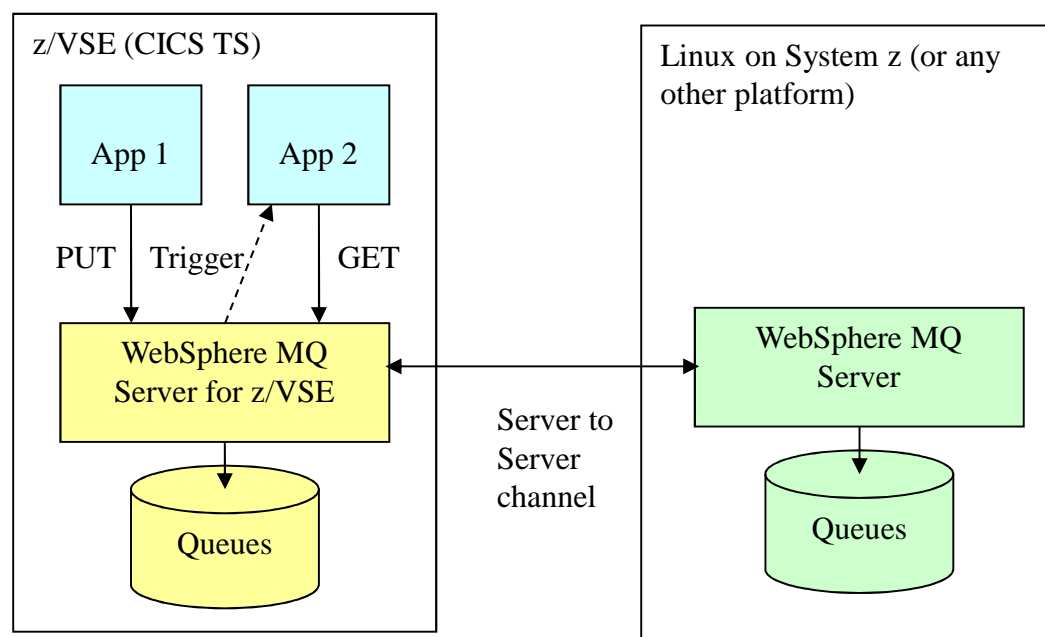 z/VSE (CICS TS)
App 1
App 2
PUT
Trigger
GET
WebSphere MQ
Server for z/VSE
Queues
Server to
Server
channel
Linux on System z (or any
other platform)
WebSphere MQ
Server
Queues